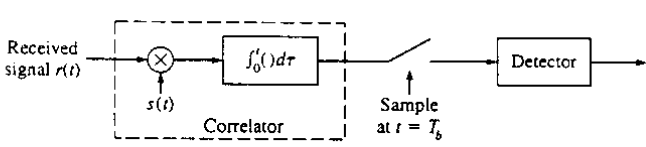 Received
signal r(t)
s(t)
∫₀ᵗ( )dτ
Correlator
Sample
at t = T_b
Detector